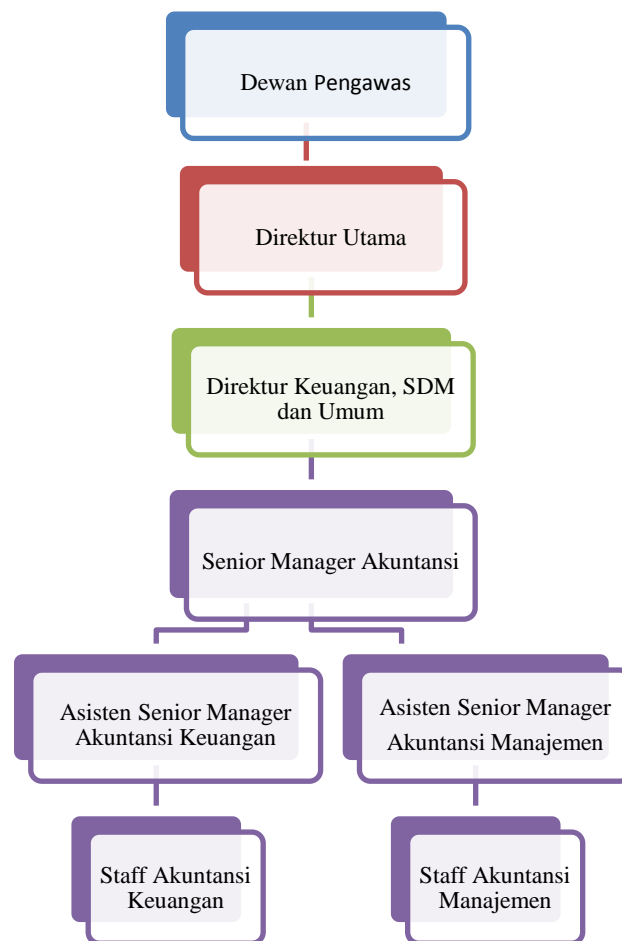 Dewan Pengawas
Direktur Utama
Direktur Keuangan, SDM
dan Umum
Senior Manager Akuntansi
Asisten Senior Manager
Akuntansi Keuangan
Asisten Senior Manager
Akuntansi Manajemen
Staff Akuntansi
Keuangan
Staff Akuntansi
Manajemen